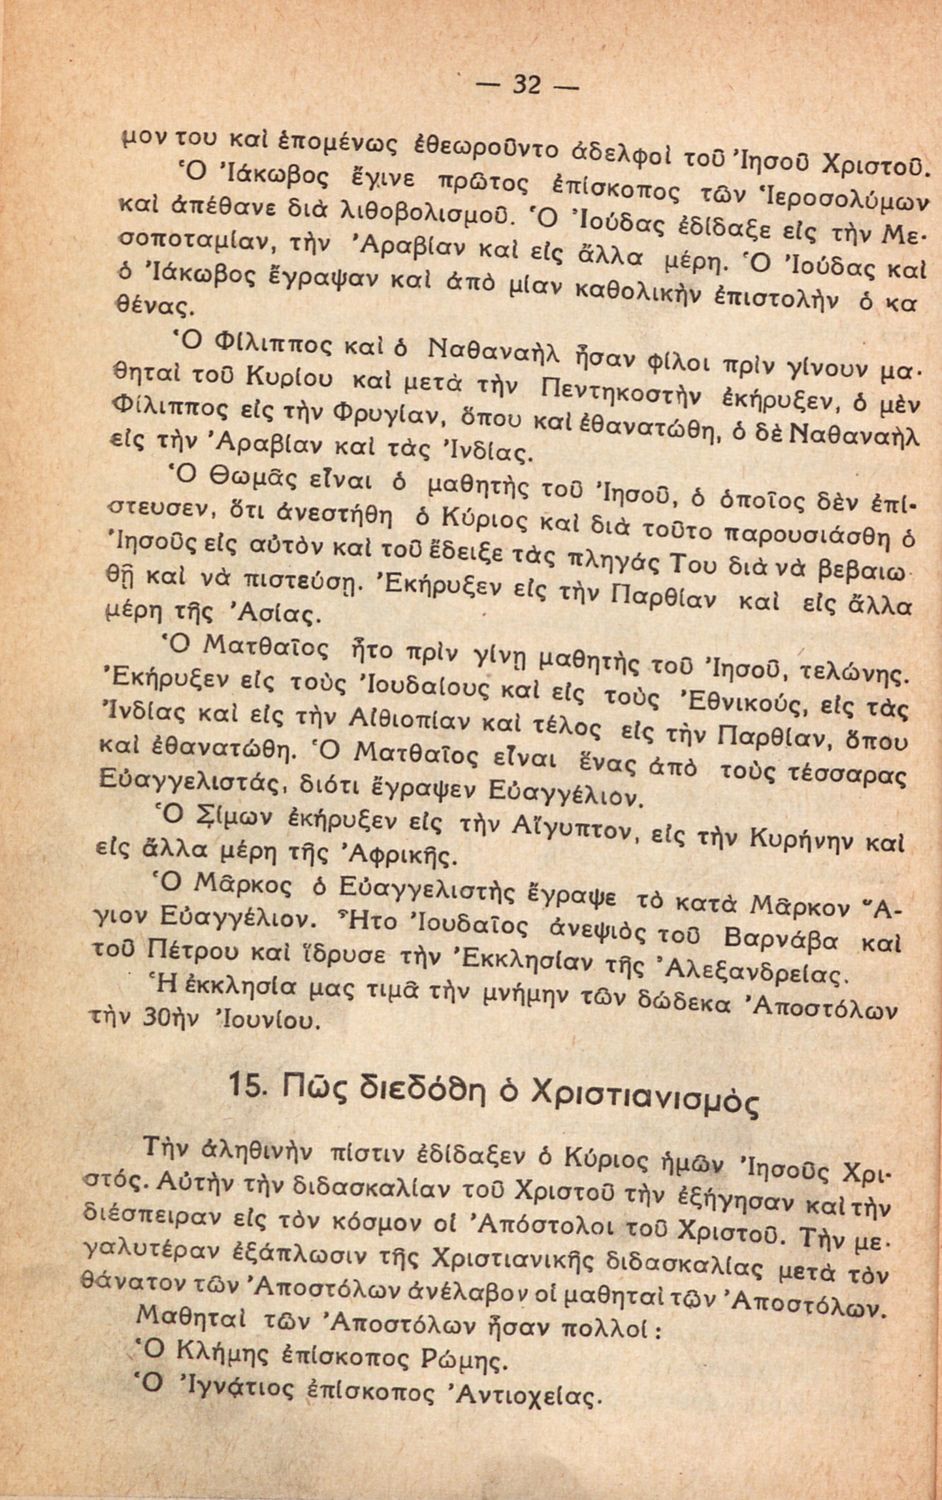 — 32 —
μον του καὶ ἑπομένως ἐθεωροῦντο ἀδελφοὶ τοῦ Ἰησοῦ Χριστοῦ.
Ὁ Ἰάκωβος ἔγινε πρῶτος ἐπίσκοπος τῶν Ἱεροσολύμων
καὶ ἀπέθανε διὰ λιθοβολισμοῦ. Ὁ Ἰούδας ἐδίδαξε εἰς τὴν Με-
σοποταμίαν, τὴν Ἀραβίαν καὶ εἰς ἄλλα μέρη. Ὁ Ἰούδας καὶ
ὁ Ἰάκωβος ἔγραψαν καὶ ἀπὸ μίαν καθολικὴν ἐπιστολὴν ὁ κα
θένας.
Ὁ Φίλιππος καὶ ὁ Ναθαναὴλ ἦσαν φίλοι πρὶν γίνουν μα-
θηταὶ τοῦ Κυρίου καὶ μετὰ τὴν Πεντηκοστὴν ἐκήρυξεν, ὁ μὲν
Φίλιππος εἰς τὴν Φρυγίαν, ὅπου καὶ ἐθανατώθη, ὁ δὲ Ναθαναὴλ
εἰς τὴν Ἀραβίαν καὶ τὰς Ἰνδίας.
Ὁ Θωμᾶς εἶναι ὁ μαθητὴς τοῦ Ἰησοῦ, ὁ ὁποῖος δὲν ἐπί-
στευσεν, ὅτι ἀνεστήθη ὁ Κύριος καὶ διὰ τοῦτο παρουσιάσθη ὁ
Ἰησοῦς εἰς αὐτὸν καὶ τοῦ ἔδειξε τὰς πληγάς Του διὰ νὰ βεβαιω
θῇ καὶ νὰ πιστεύσῃ. Ἐκήρυξεν εἰς τὴν Παρθίαν καὶ εἰς ἄλλα
μέρη τῆς Ἀσίας.
Ὁ Ματθαῖος ἦτο πρὶν γίνῃ μαθητὴς τοῦ Ἰησοῦ, τελώνης.
Ἐκήρυξεν εἰς τοὺς Ἰουδαίους καὶ εἰς τοὺς Ἐθνικούς, εἰς τὰς
Ἰνδίας καὶ εἰς τὴν Αἰθιοπίαν καὶ τέλος εἰς τὴν Παρθίαν, ὅπου
καὶ ἐθανατώθη. Ὁ Ματθαῖος εἶναι ἕνας ἀπὸ τοὺς τέσσαρας
Εὐαγγελιστάς, διότι ἔγραψεν Εὐαγγέλιον.
Ὁ Σίμων ἐκήρυξεν εἰς τὴν Αἴγυπτον, εἰς τὴν Κυρήνην καὶ
εἰς ἄλλα μέρη τῆς Ἀφρικῆς.
Ὁ Μᾶρκος ὁ Εὐαγγελιστὴς ἔγραψε τὸ κατὰ Μᾶρκον Ἅ-
γιον Εὐαγγέλιον. Ἦτο Ἰουδαῖος ἀνεψιὸς τοῦ Βαρνάβα καὶ
τοῦ Πέτρου καὶ ἵδρυσε τὴν Ἐκκλησίαν τῆς Ἀλεξανδρείας.
Ἡ ἐκκλησία μας τιμᾶ τὴν μνήμην τῶν δώδεκα Ἀποστόλων
τὴν 30ὴν Ἰουνίου.
15. Πῶς διεδόθη ὁ Χριστιανισμὸς
Τὴν ἀληθινὴν πίστιν ἐδίδαξεν ὁ Κύριος ἡμῶν Ἰησοῦς Χρι-
στός. Αὐτὴν τὴν διδασκαλίαν τοῦ Χριστοῦ τὴν ἐξήγησαν καὶ τὴν
διέσπειραν εἰς τὸν κόσμον οἱ Ἀπόστολοι τοῦ Χριστοῦ. Τὴν με-
γαλυτέραν ἐξάπλωσιν τῆς Χριστιανικῆς διδασκαλίας μετὰ τὸν
θάνατον τῶν Ἀποστόλων ἀνέλαβον οἱ μαθηταὶ τῶν Ἀποστόλων.
Μαθηταὶ τῶν Ἀποστόλων ἦσαν πολλοί :
Ὁ Κλήμης ἐπίσκοπος Ρώμης.
Ὁ Ἰγνάτιος ἐπίσκοπος Ἀντιοχείας.